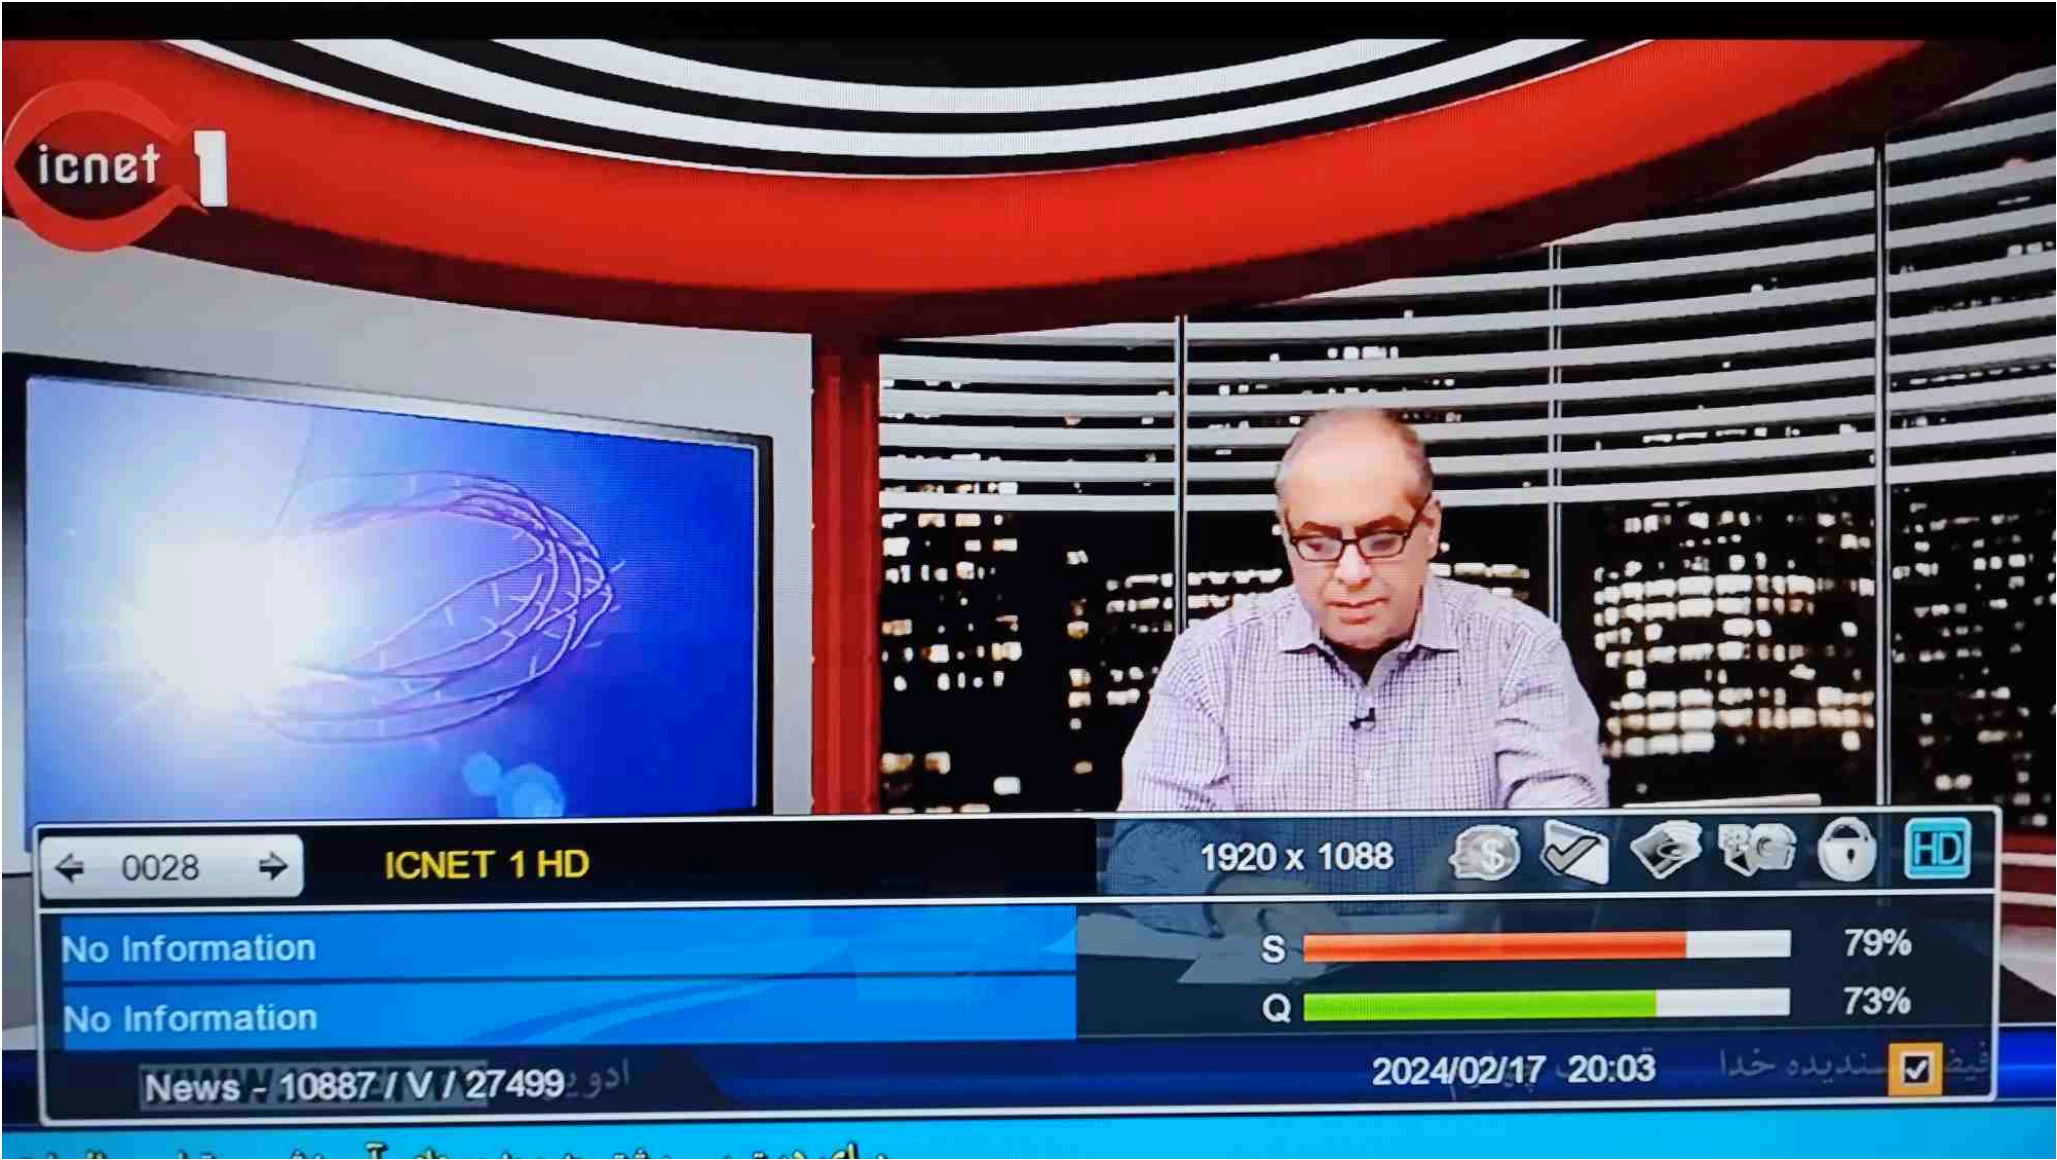 icnet 1
0028
ICNET 1 HD
1920 x 1088
HD
No Information
S 79%
No Information
Q 73%
News - 10887 / V / 27499
2024/02/17 20:03
خدا